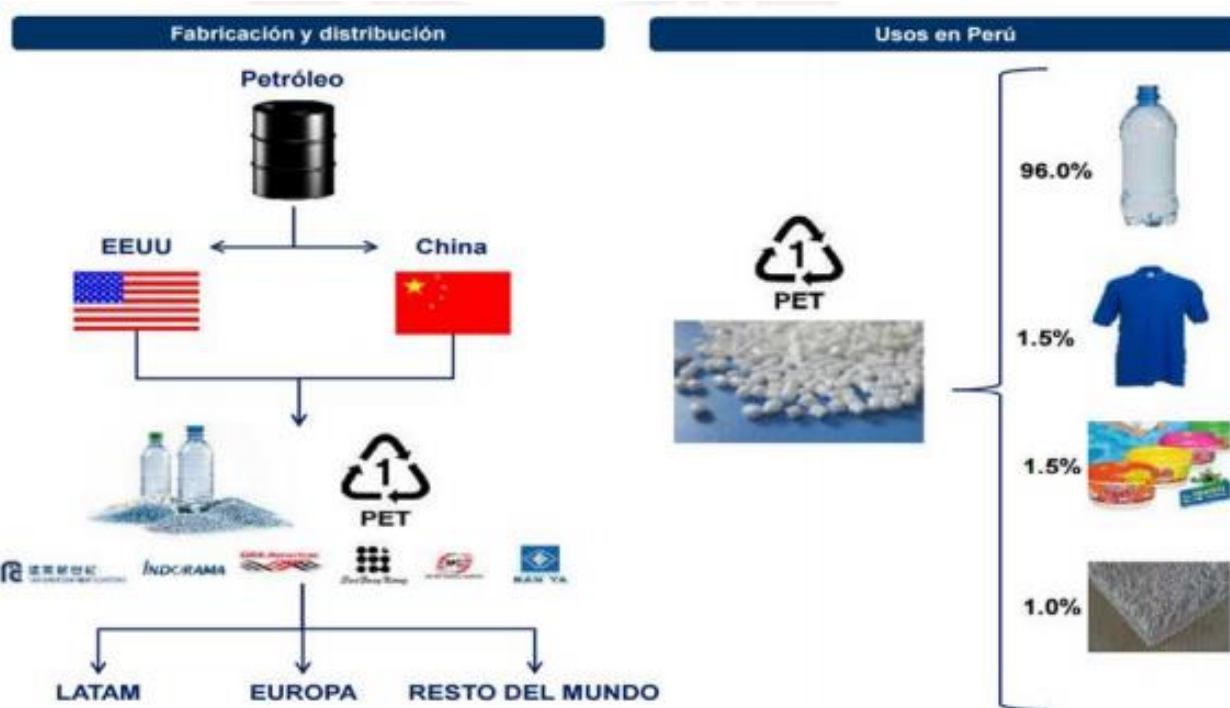 Fabricación y distribución
Petróleo
EEUU
China
1
PET
INDORAMA
NAN YA
LATAM
EUROPA
RESTO DEL MUNDO
Usos en Perú
1
PET
96.0%
1.5%
1.5%
1.0%